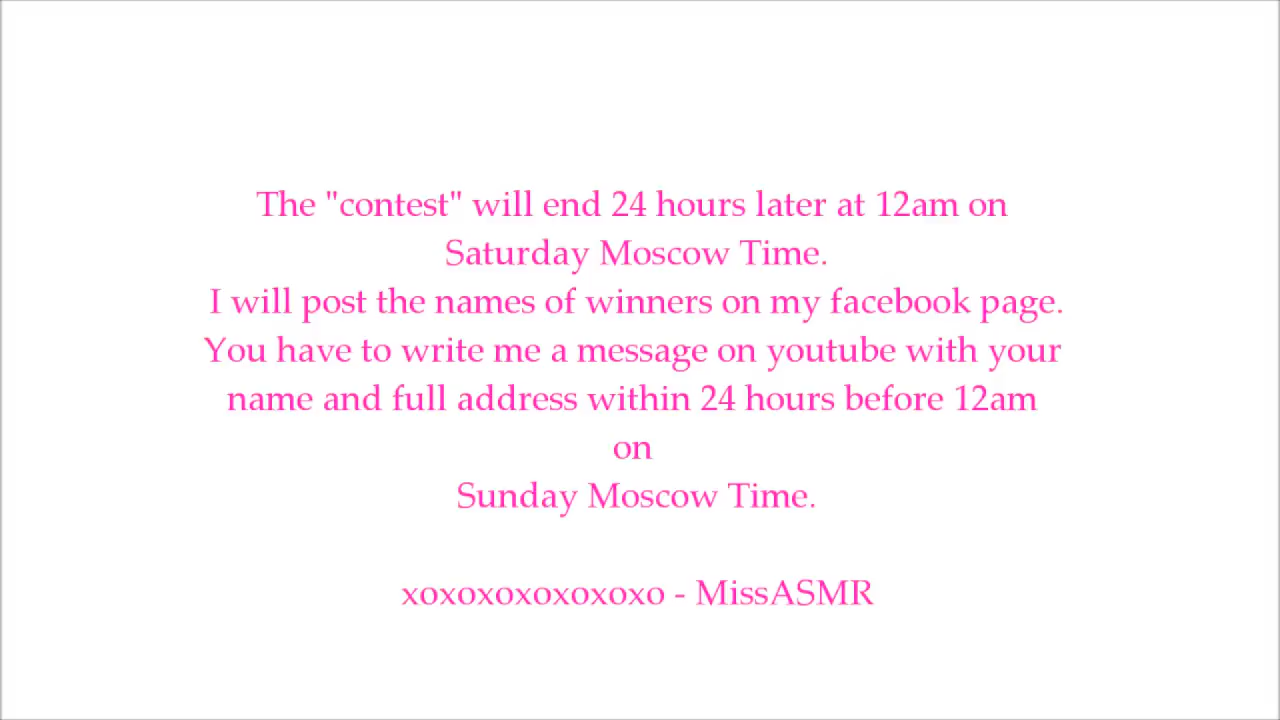 The "contest" will end 24 hours later at 12am on
Saturday Moscow Time.
I will post the names of winners on my facebook page.
You have to write me a message on youtube with your
name and full address within 24 hours before 12am
on
Sunday Moscow Time.
xoxoxoxoxoxoxo - MissASMR